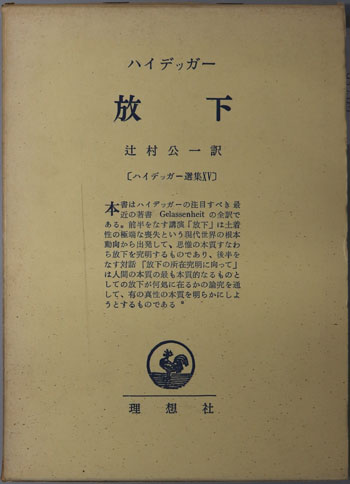 ハイデッガー
放下
辻村公一訳
〔ハイデッガー選集XV〕
本書はハイデッガーの注目すべき最
近の著書 Gelassenheit の全訳で
ある。前半をなす講演「放下」は土着
性の極端な喪失という現代世界の根本
動向から出発して、思惟の本質すなわ
ち放下を究明するものであり、後半を
なす対話『放下の所在究明に向って』
は人間の本質の最も本質的なるものと
しての放下が何処に在るかの論究を通
して、有の真性の本質を明らかにしよ
うとするものである。
理想社